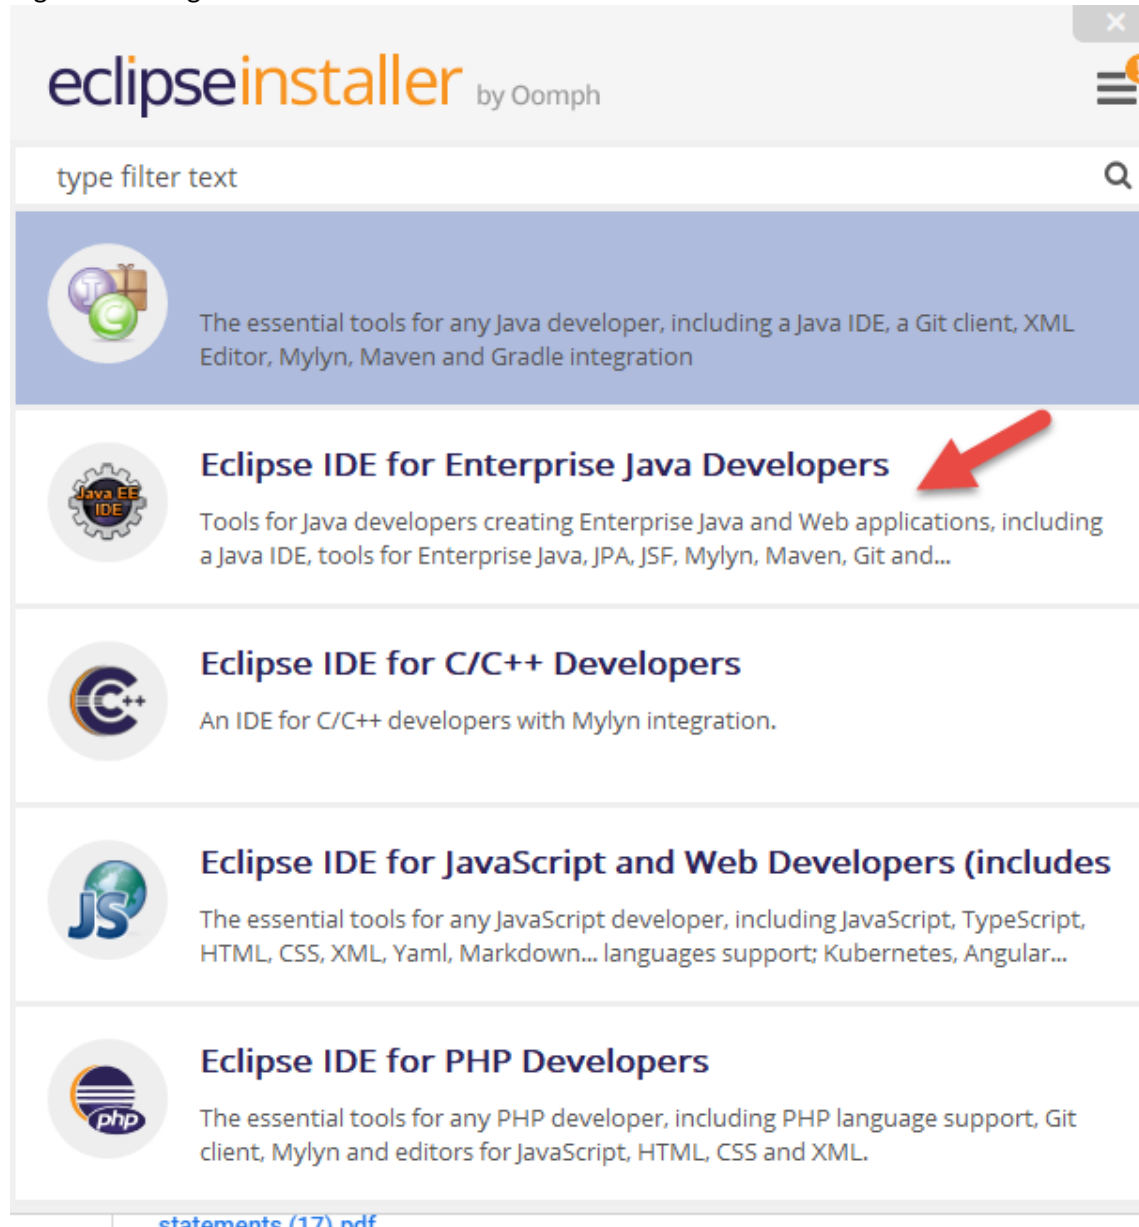 eclipseinstaller by Oomph
type filter text
The essential tools for any Java developer, including a Java IDE, a Git client, XML
Editor, Mylyn, Maven and Gradle integration
Java EE
IDE
Eclipse IDE for Enterprise Java Developers
Tools for Java developers creating Enterprise Java and Web applications, including
a Java IDE, tools for Enterprise Java, JPA, JSF, Mylyn, Maven, Git and...
C++
Eclipse IDE for C/C++ Developers
An IDE for C/C++ developers with Mylyn integration.
JS
Eclipse IDE for JavaScript and Web Developers (includes
The essential tools for any JavaScript developer, including JavaScript, TypeScript,
HTML, CSS, XML, Yaml, Markdown... languages support; Kubernetes, Angular...
php
Eclipse IDE for PHP Developers
The essential tools for any PHP developer, including PHP language support, Git
client, Mylyn and editors for JavaScript, HTML, CSS and XML.
statements (17).pdf